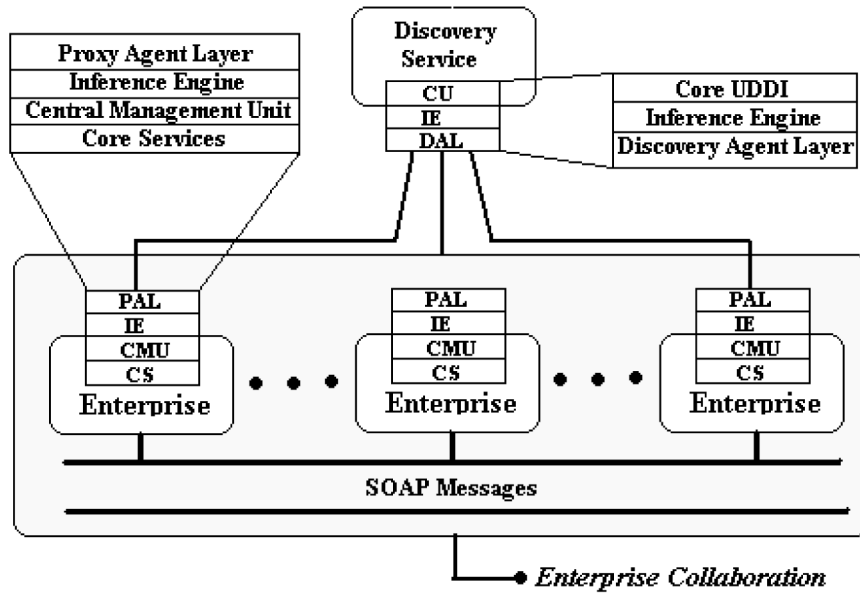 Proxy Agent Layer
Inference Engine
Central Management Unit
Core Services
Discovery
Service
CU
IE
DAL
Core UDDI
Inference Engine
Discovery Agent Layer
PAL
IE
CMU
CS
Enterprise
PAL
IE
CMU
CS
Enterprise
PAL
IE
CMU
CS
Enterprise
SOAP Messages
Enterprise Collaboration